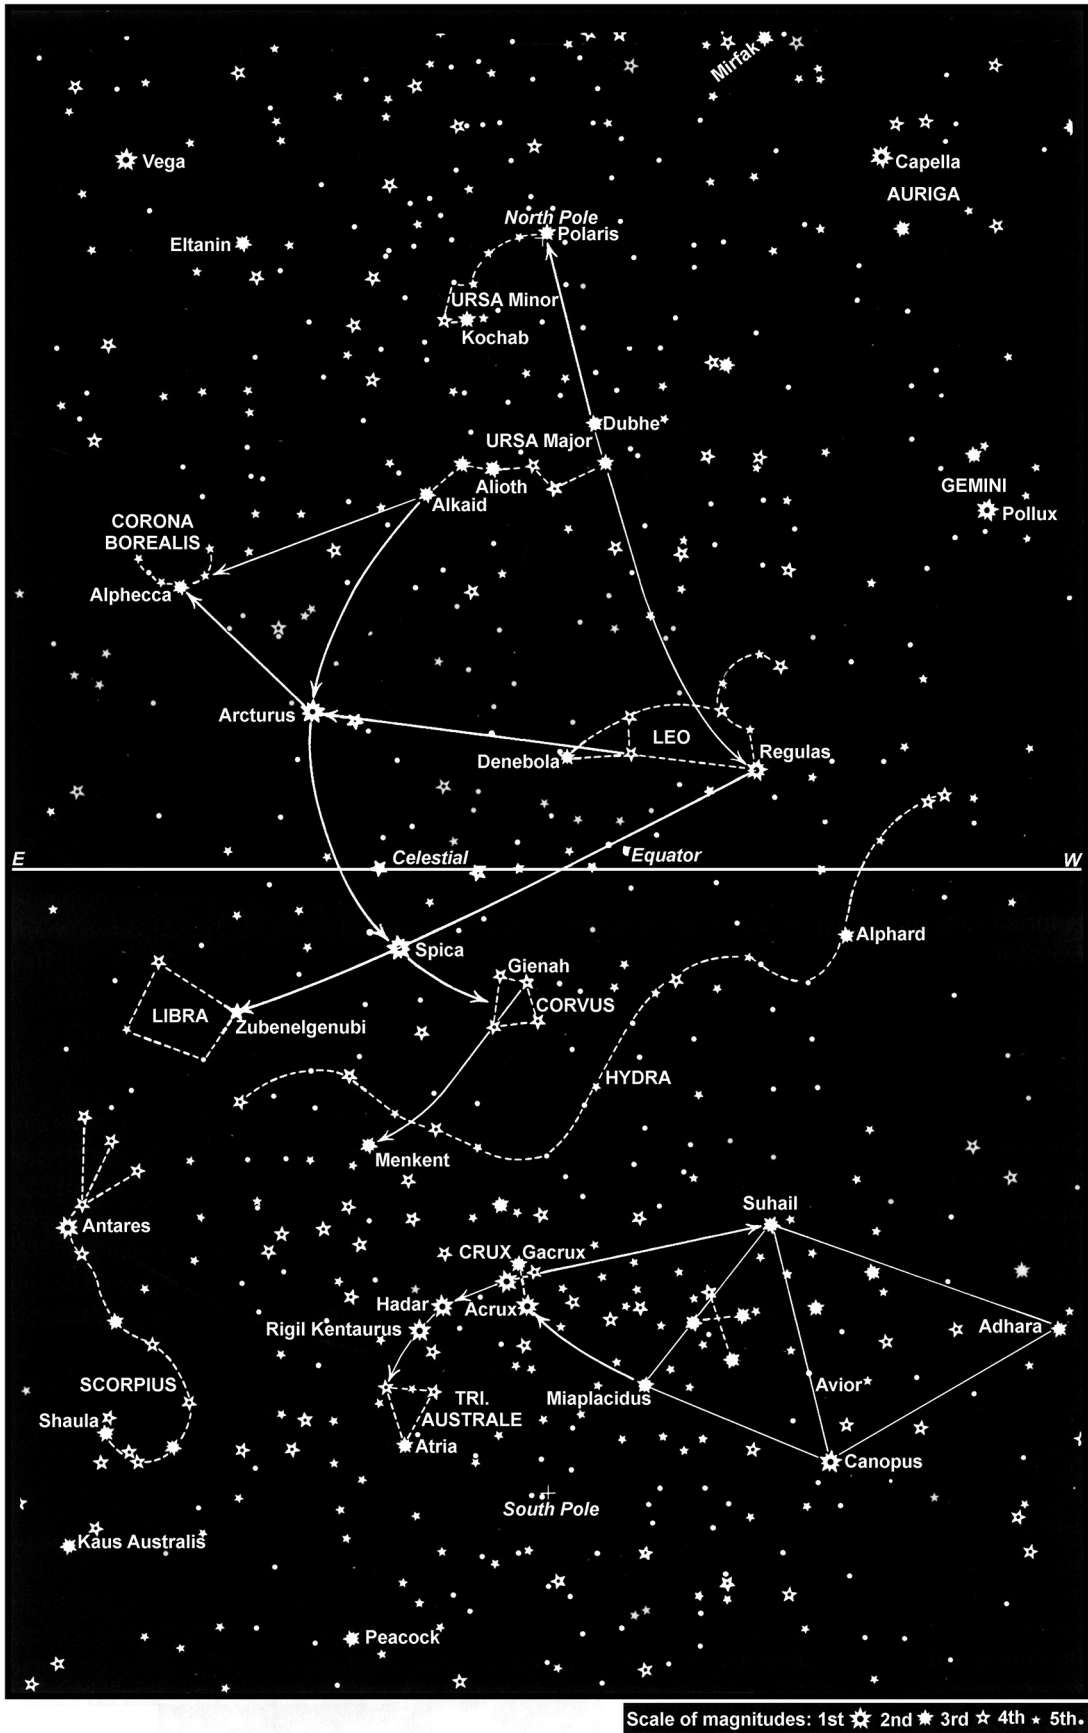 Mirfak
Vega
Capella
AURIGA
North Pole
Polaris
Eltanin
URSA Minor
Kochab
Dubhe
URSA Major
Alioth
Alkaid
GEMINI
Pollux
CORONA
BOREALIS
Alphecca
Arcturus
LEO
Denebola
Regulas
E
Celestial
Equator
W
Spica
Alphard
Gienah
CORVUS
LIBRA
Zubenelgenubi
HYDRA
Menkent
Antares
Suhail
CRUX
Gacrux
Hadar
Acrux
Rigil Kentaurus
Adhara
SCORPIUS
Miaplacidus
Avior
TRI.
AUSTRALE
Shaula
Atria
Canopus
South Pole
Kaus Australis
Peacock
Scale of magnitudes: 1st 2nd 3rd 4th 5th